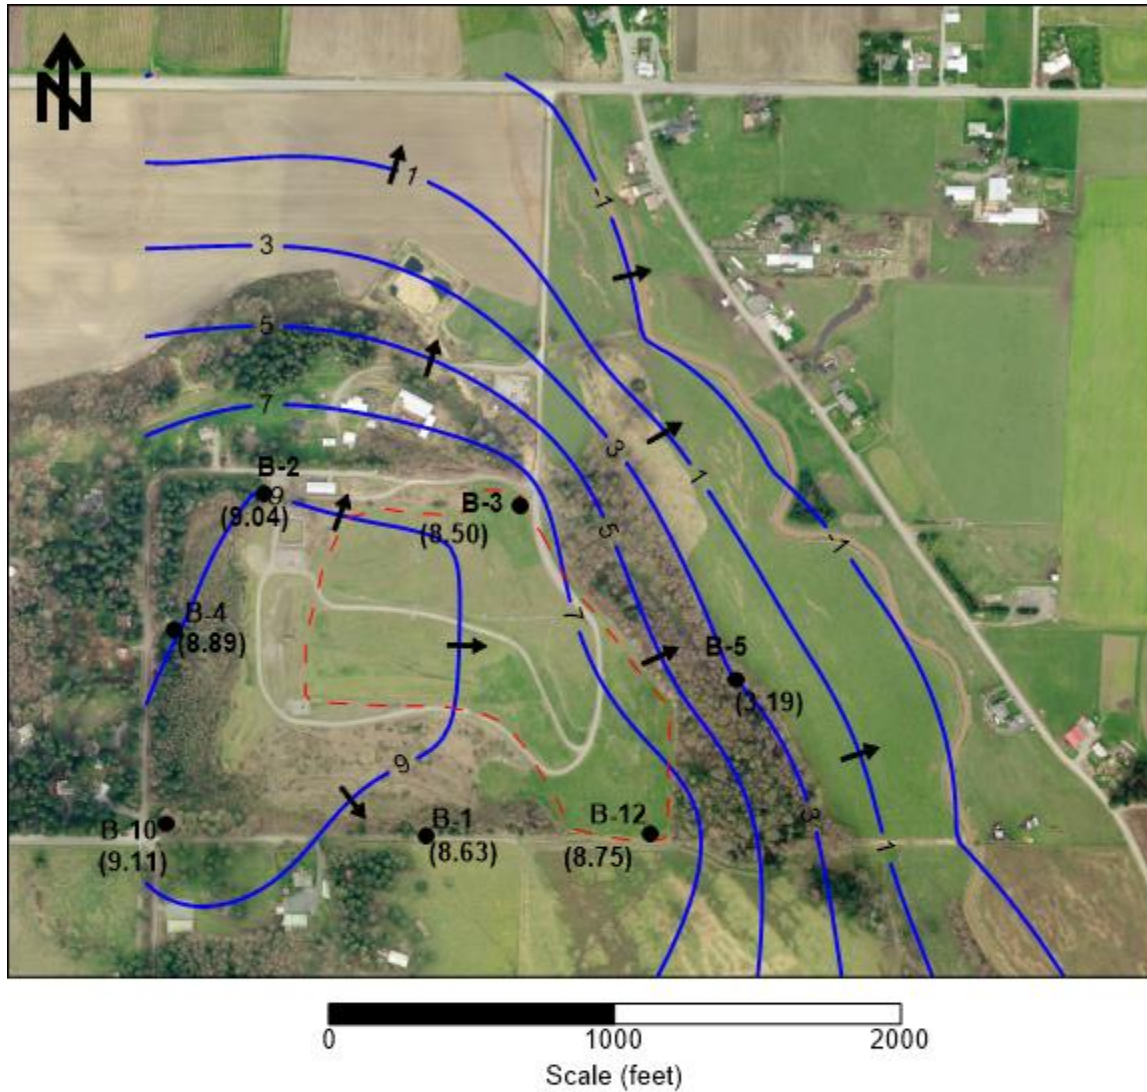 N
1
-1
3
5
7
B-2
9
(9.04)
B-3
(8.50)
3
1
5
-1
B-4
(8.89)
7
B-5
(3.19)
9
B-10
(9.11)
B-1
(8.63)
B-12
(8.75)
3
1
0 1000 2000
Scale (feet)